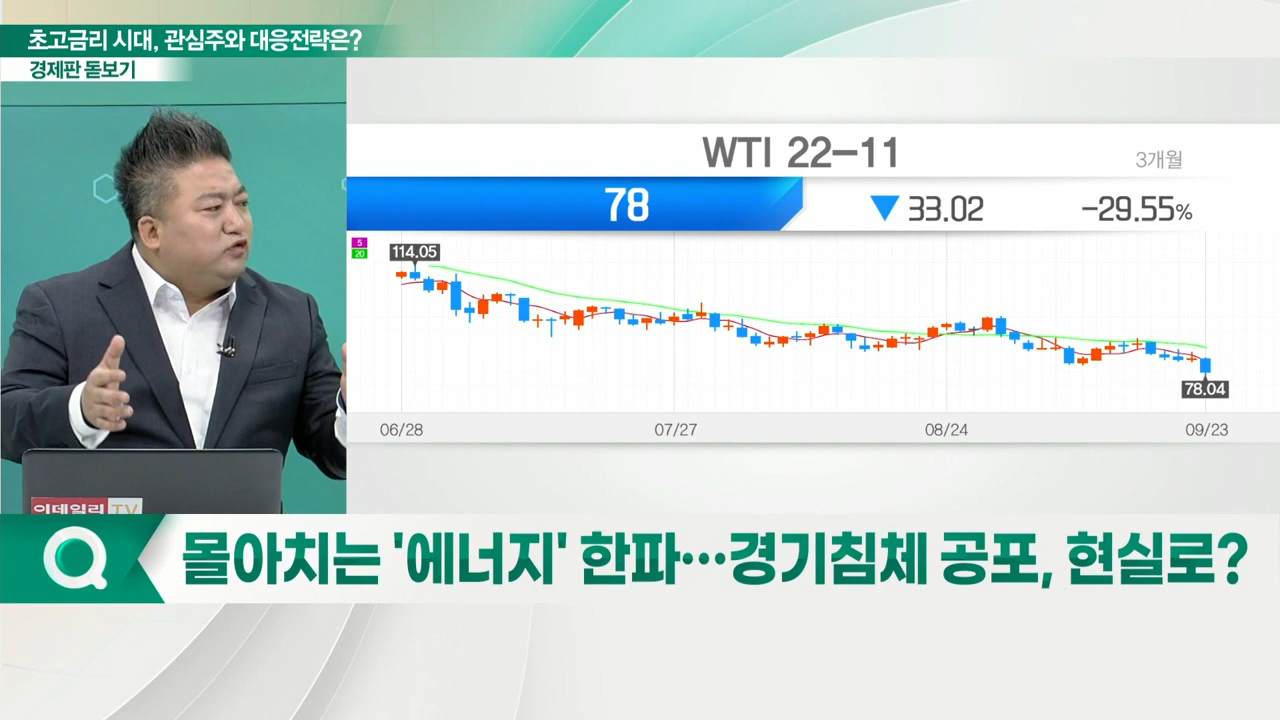 초고금리 시대, 관심주와 대응전략은?
경제판 돋보기
WTI 22-11
3개월
78
▼ 33.02
-29.55%
5
20
114.05
78.04
06/28
07/27
08/24
09/23
이데일리 TV
몰아치는 '에너지' 한파…경기침체 공포, 현실로?